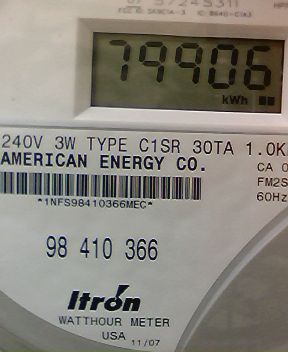 79906
kWh
240V 3W TYPE C1SR 30TA 1.0K
AMERICAN ENERGY CO.
CA 0
FM2S
60Hz
*1NFS98410366MEC*
98 410 366
Itron
WATTHOUR METER
USA 11/07